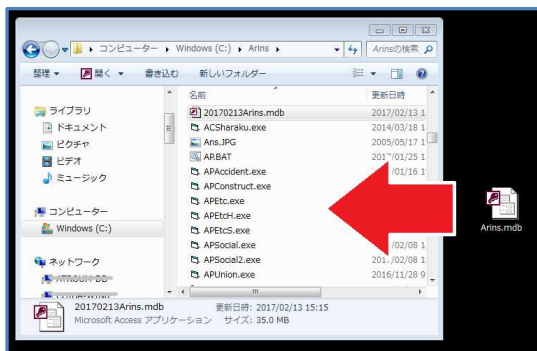 コンピューター ▸ Windows (C:) ▸ Arins ▸
Arinsの検索
整理 開く 書き込む 新しいフォルダー
名前 更新日時
ライブラリ
ドキュメント
ピクチャ
ビデオ
ミュージック
コンピューター
Windows (C:)
ネットワーク
20170213Arins.mdb 2017/02/13 1
ACSharaku.exe 2014/03/18 1
Ans.JPG 2005/05/17 1
AP.BAT /01/25 1
APAccident.exe /01/16 1
APConstruct.exe
APEtc.exe
APEtcH.exe
APEtcS.exe
APSocial.exe /02/08 1
APSocial2.exe /02/08 1
APUnion.exe 2016/11/28 9
20170213Arins.mdb 更新日時: 2017/02/13 15:15
Microsoft Access アプリケーション サイズ: 35.0 MB
Arins.mdb